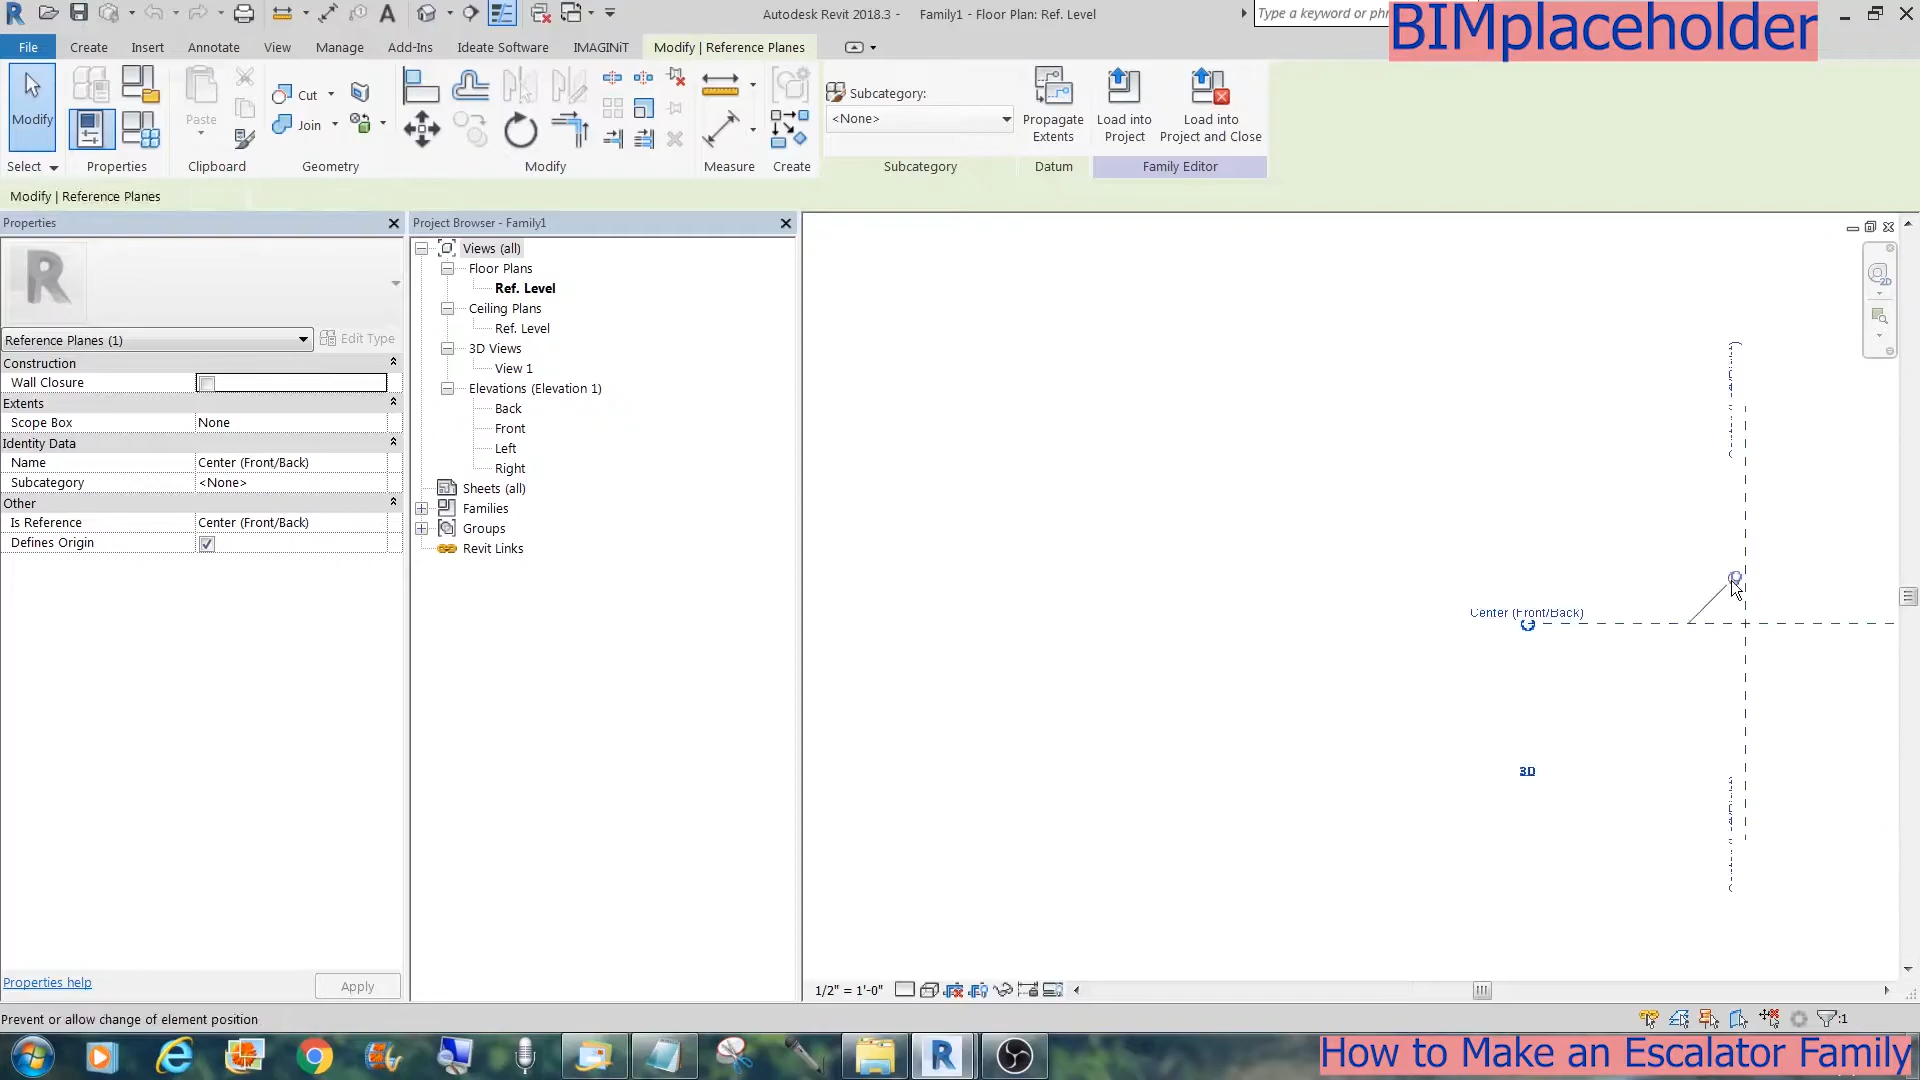 Autodesk Revit 2018.3 - Family1 - Floor Plan: Ref. Level
Type a keyword or phr
BIMplaceholder
File Create Insert Annotate View Manage Add-Ins Ideate Software IMAGINiT Modify | Reference Planes
Modify
Paste
Cut
Join
Subcategory:
<None>
Propagate Extents
Load into Project
Load into Project and Close
Select Properties Clipboard Geometry Modify Measure Create Subcategory Datum Family Editor
Modify | Reference Planes
Properties
R
Reference Planes (1)
Edit Type
Construction
Wall Closure
Extents
Scope Box None
Identity Data
Name Center (Front/Back)
Subcategory <None>
Other
Is Reference Center (Front/Back)
Defines Origin
Properties help
Apply
Project Browser - Family1
Views (all)
Floor Plans
Ref. Level
Ceiling Plans
Ref. Level
3D Views
View 1
Elevations (Elevation 1)
Back
Front
Left
Right
Sheets (all)
Families
Groups
Revit Links
2D
Center (Front/Back)
3D
1/2" = 1'-0"
Prevent or allow change of element position
:1
How to Make an Escalator Family